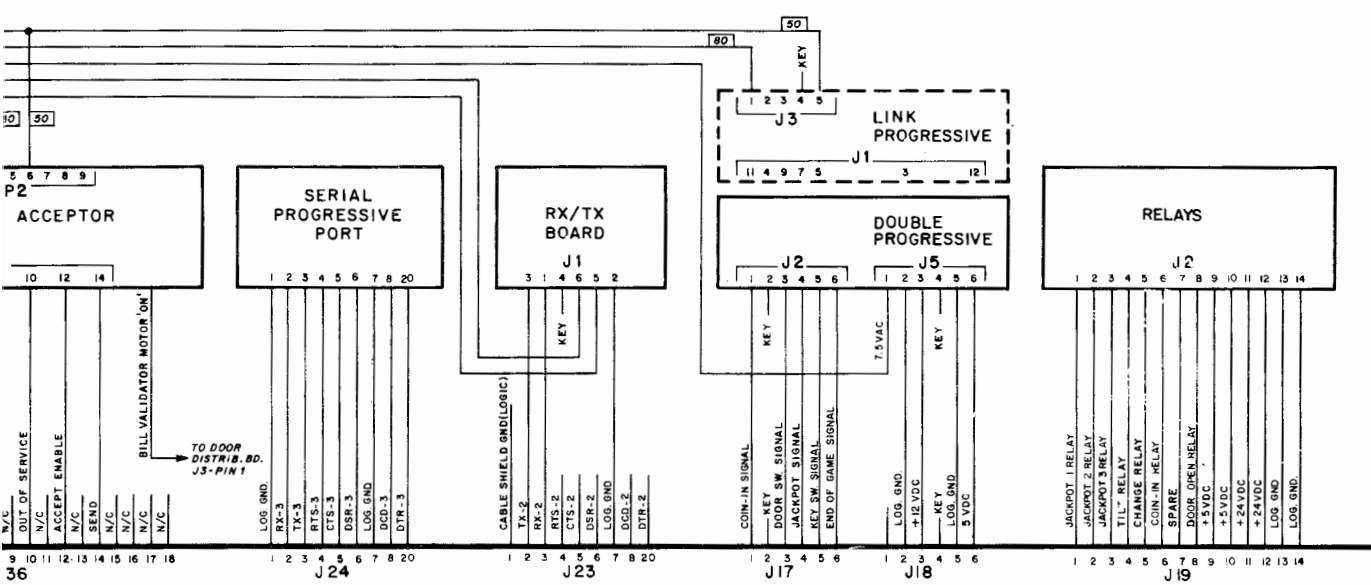 50
80
KEY
1 2 3 4 5
J3
LINK
PROGRESSIVE
J1
11 4 9 7 5 3 12
50
5 6 7 8 9
P2
ACCEPTOR
10 12 14
SERIAL
PROGRESSIVE
PORT
1 2 3 4 5 6 7 8 20
RX/TX
BOARD
J1
3 1 4 6 5 2
KEY
DOUBLE
PROGRESSIVE
J2
1 2 3 4 5 6
J5
1 2 3 4 5 6
RELAYS
J2
1 2 3 4 5 6 7 8 9 10 11 12 13 14
KEY
7.5 VAC
KEY
BILL VALIDATOR MOTOR 'ON'
TO DOOR
DISTRIB. BD.
J3-PIN 1
N/C
OUT OF SERVICE
N/C
ACCEPT ENABLE
N/C
SEND
N/C
N/C
N/C
N/C
9 10 11 12 13 14 15 16 17 18
36
LOG. GND.
RX-3
TX-3
RTS-3
CTS-3
DSR-3
LOG. GND
DCD-3
DTR-3
1 2 3 4 5 6 7 8 20
J24
CABLE SHIELD GND(LOGIC)
TX-2
RX-2
RTS-2
CTS-2
DSR-2
LOG. GND
DCD-2
DTR-2
1 2 3 4 5 6 7 8 20
J23
COIN-IN SIGNAL
KEY
DOOR SW. SIGNAL
JACKPOT SIGNAL
KEY SW. SIGNAL
END OF GAME SIGNAL
1 2 3 4 5 6
J17
LOG. GND
+12 VDC
KEY
LOG. GND
5 VDC
1 2 3 4 5 6
J18
JACKPOT 1 RELAY
JACKPOT 2 RELAY
JACKPOT 3 RELAY
TILT RELAY
CHANGE RELAY
COIN-IN RELAY
SPARE
DOOR OPEN RELAY
+5 VDC
+5 VDC
+24 VDC
+24 VDC
LOG. GND
LOG. GND.
1 2 3 4 5 6 7 8 9 10 11 12 13 14
J19